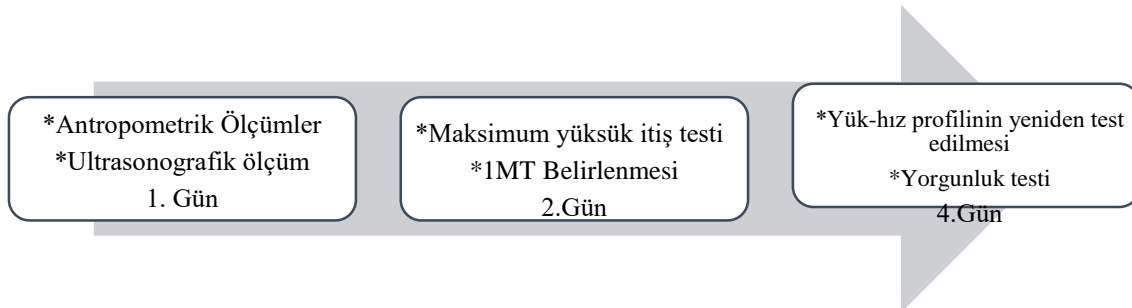 *Antropometrik Ölçümler
*Ultrasonografik ölçüm
1. Gün
*Maksimum yüksük itiş testi
*1MT Belirlenmesi
2.Gün
*Yük-hız profilinin yeniden test
edilmesi
*Yorgunluk testi
4.Gün